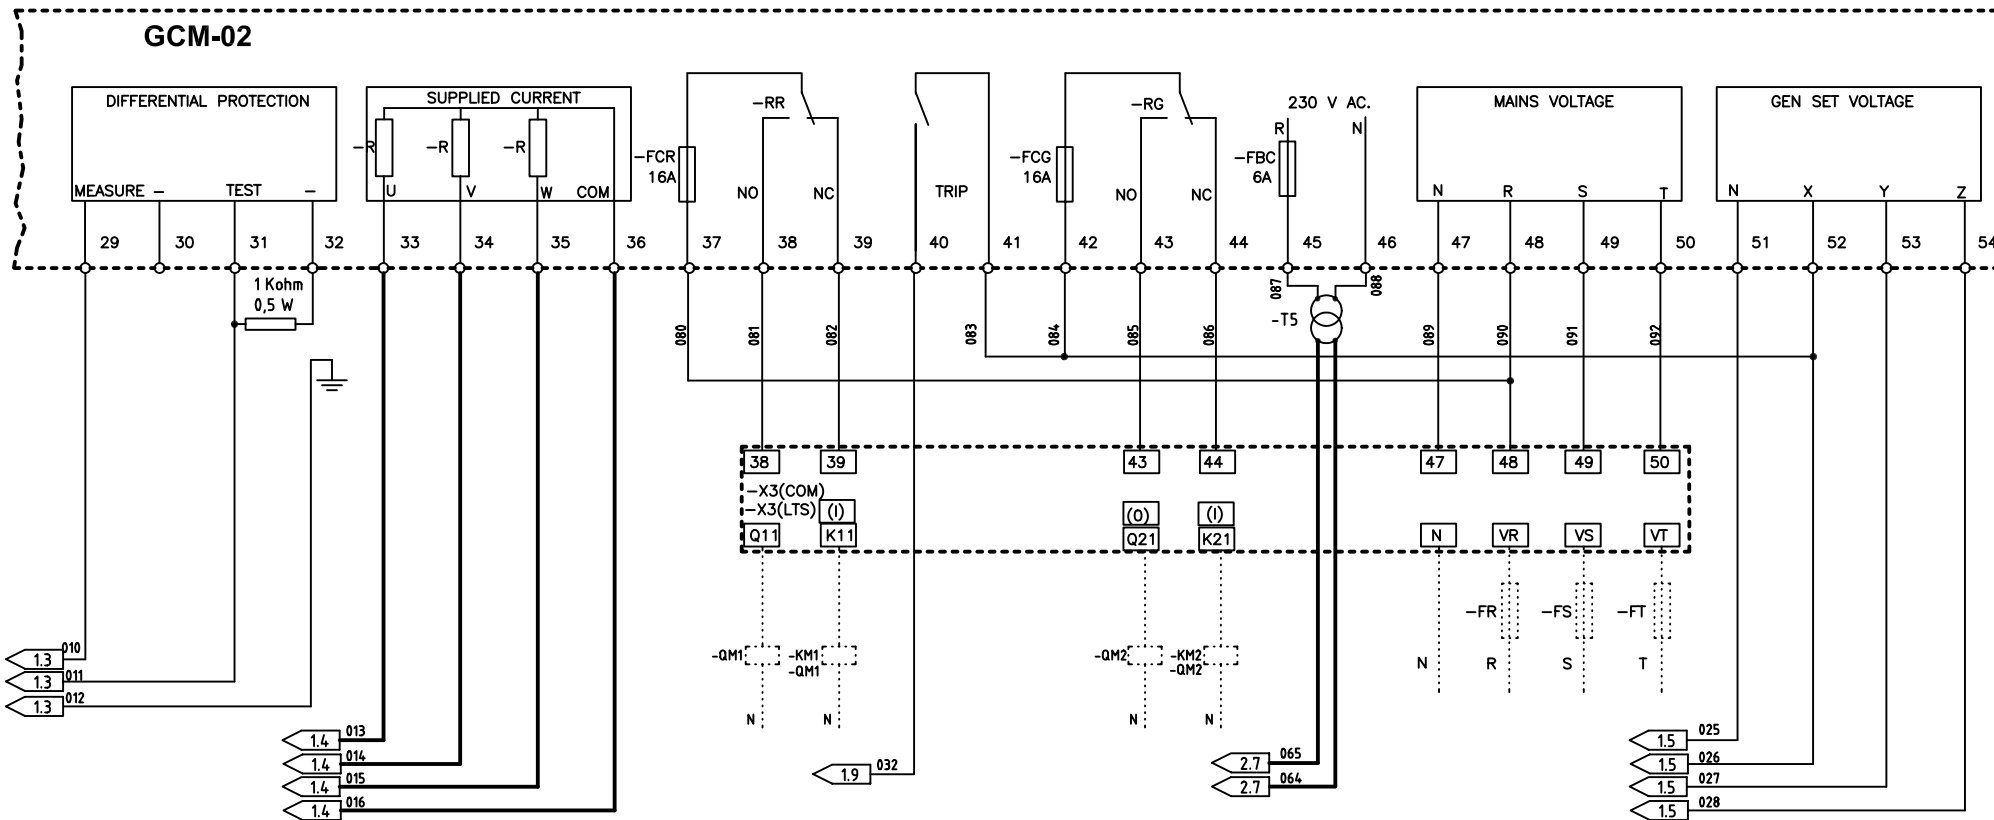 GCM-02
DIFFERENTIAL PROTECTION
MEASURE – TEST –
SUPPLIED CURRENT
–R –R –R
U V W COM
–FCR
16A
–RR
NO NC
TRIP
–FCG
16A
–RG
NO NC
230 V AC.
R N
–FBC
6A
MAINS VOLTAGE
N R S T
GEN SET VOLTAGE
N X Y Z
29 30 31 32 33 34 35 36 37 38 39 40 41 42 43 44 45 46 47 48 49 50 51 52 53 54
1 Kohm
0,5 W
087 088
-T5
080 081 082 083 084 085 086 089 090 091 092
38 39 43 44 47 48 49 50
–X3(COM)
–X3(LTS) (I) (0) (I)
Q11 K11 Q21 K21 N VR VS VT
–FR –FS –FT
-QM1 -KM1 -QM2 -KM2
-QM1 -QM2
N R S T
N N N N
1.3 010
1.3 011
1.3 012
1.4 013
1.4 014
1.4 015
1.4 016
1.9 032
2.7 065
2.7 064
1.5 025
1.5 026
1.5 027
1.5 028